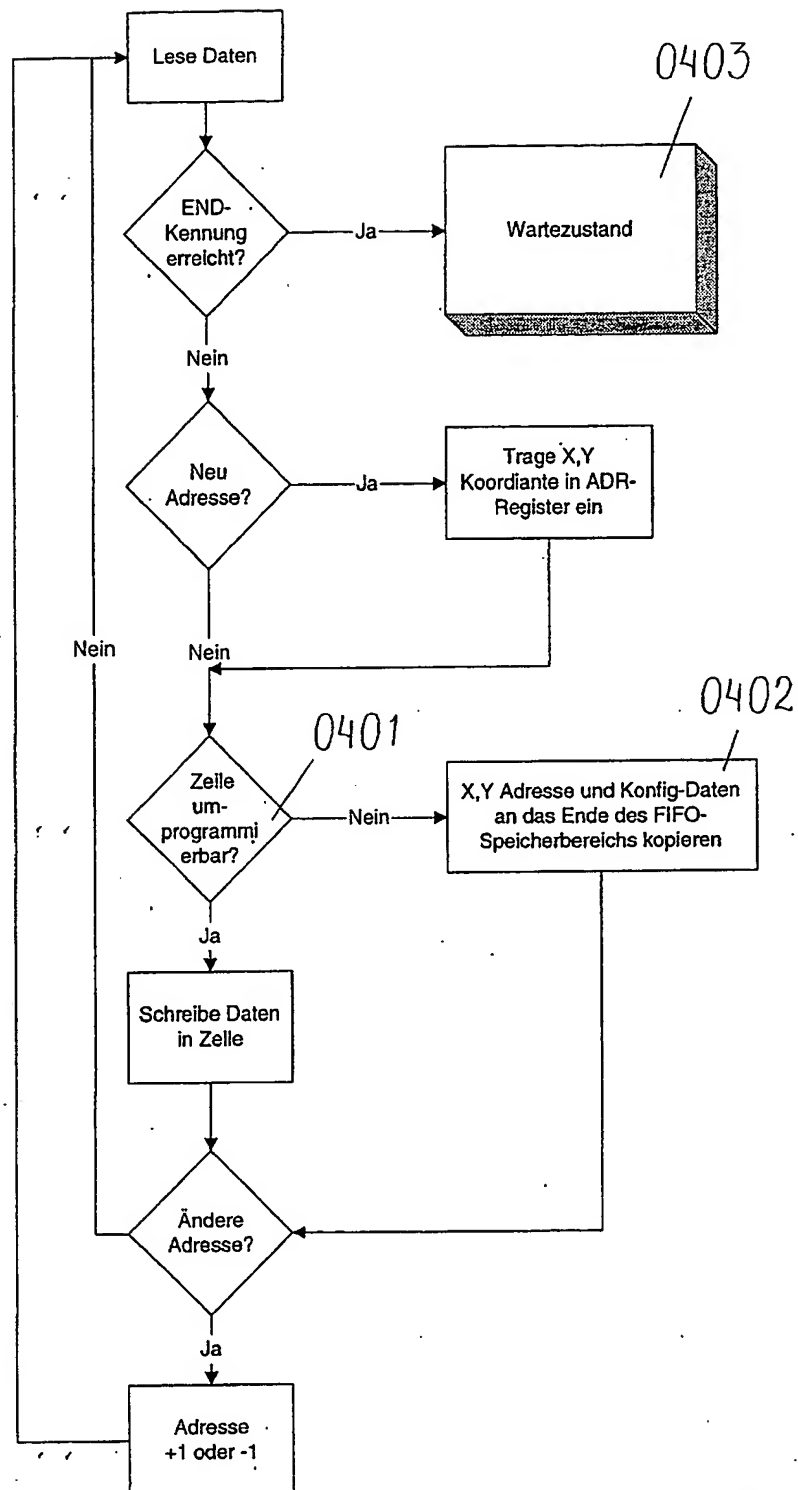 Lese Daten
0403
END-
Kennung
erreicht?
Ja
Wartezustand
Nein
Neu
Adresse?
Ja
Trage X,Y
Koordiante in ADR-
Register ein
Nein
Nein
0401
0402
Zelle
um-
programmi
erbar?
Nein
X,Y Adresse und Konfig-Daten
an das Ende des FIFO-
Speicherbereichs kopieren
Ja
Schreibe Daten
in Zelle
Ändere
Adresse?
Ja
Adresse
+1 oder -1